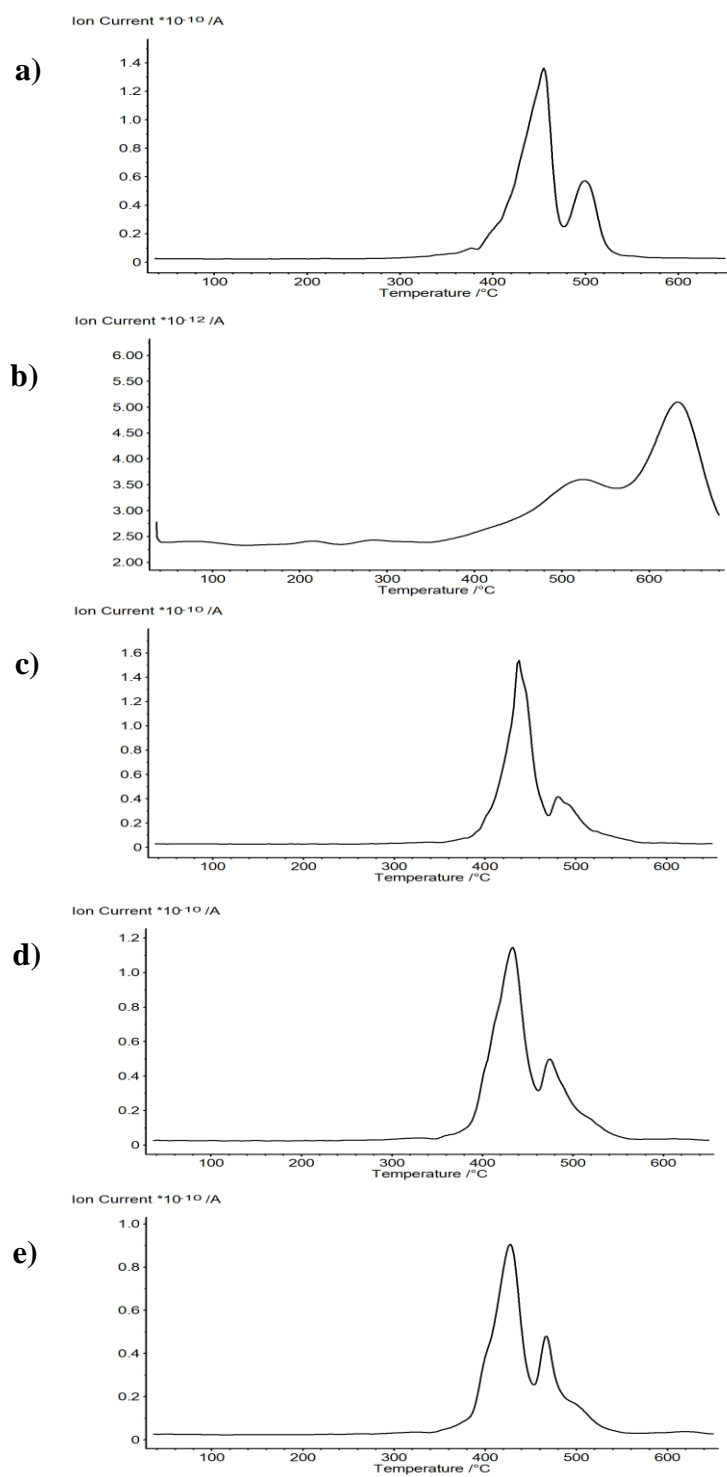 Ion Current *10-10 /A
a)
1.4
1.2
1.0
0.8
0.6
0.4
0.2
0
100 200 300 400 500 600
Temperature /°C
Ion Current *10-12 /A
b)
6.00
5.50
5.00
4.50
4.00
3.50
3.00
2.50
2.00
100 200 300 400 500 600
Temperature /°C
Ion Current *10-10 /A
c)
1.6
1.4
1.2
1.0
0.8
0.6
0.4
0.2
0
100 200 300 400 500 600
Temperature /°C
Ion Current *10-10 /A
d)
1.2
1.0
0.8
0.6
0.4
0.2
0
100 200 300 400 500 600
Temperature /°C
Ion Current *10-10 /A
e)
1.0
0.8
0.6
0.4
0.2
0
100 200 300 400 500 600
Temperature /°C